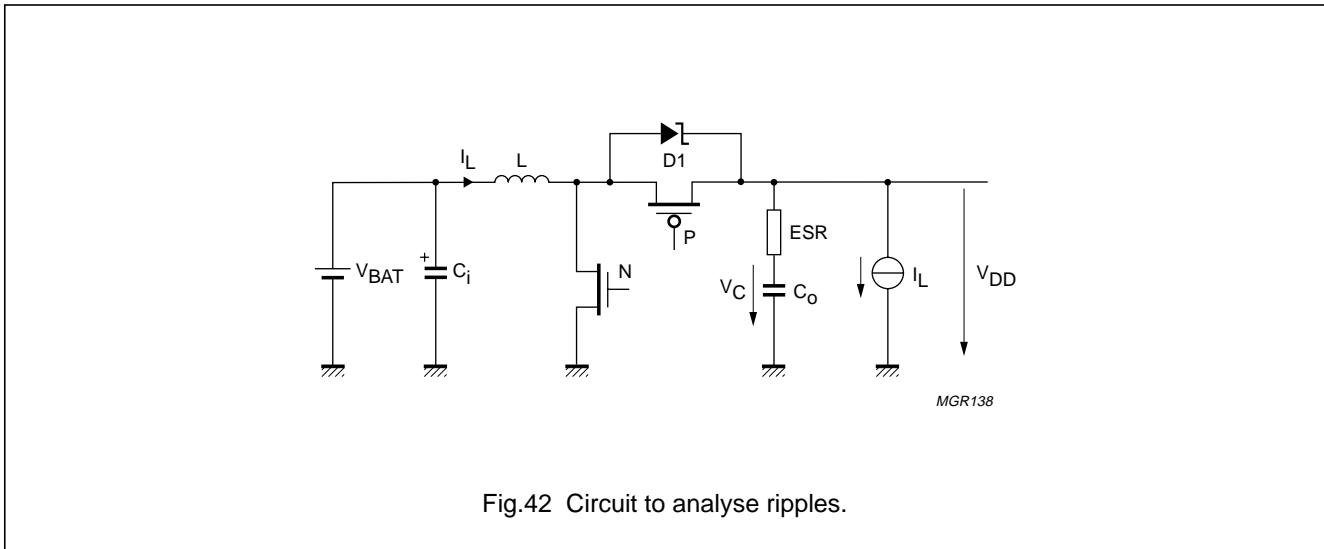 I_L
L
D1
P
ESR
V_BAT
+
C_i
N
V_C
C_o
I_L
V_DD
MGR138
Fig.42 Circuit to analyse ripples.